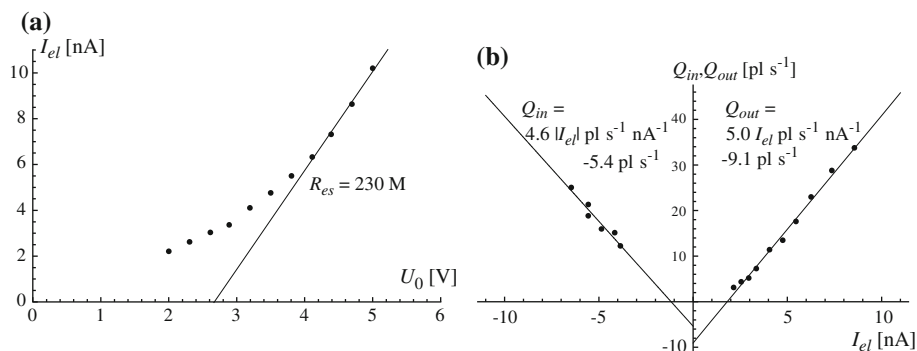 (a)
I_el [nA]
10
8
6
4
2
0
0
1
2
3
4
5
6
R_res = 230 M
U_0 [V]
(b)
Q_in,Q_out [pl s⁻¹]
Q_in =
4.6 |I_el| pl s⁻¹ nA⁻¹
-5.4 pl s⁻¹
Q_out =
5.0 I_el pl s⁻¹ nA⁻¹
-9.1 pl s⁻¹
40
30
20
10
-10
-10
-5
0
5
10
I_el [nA]